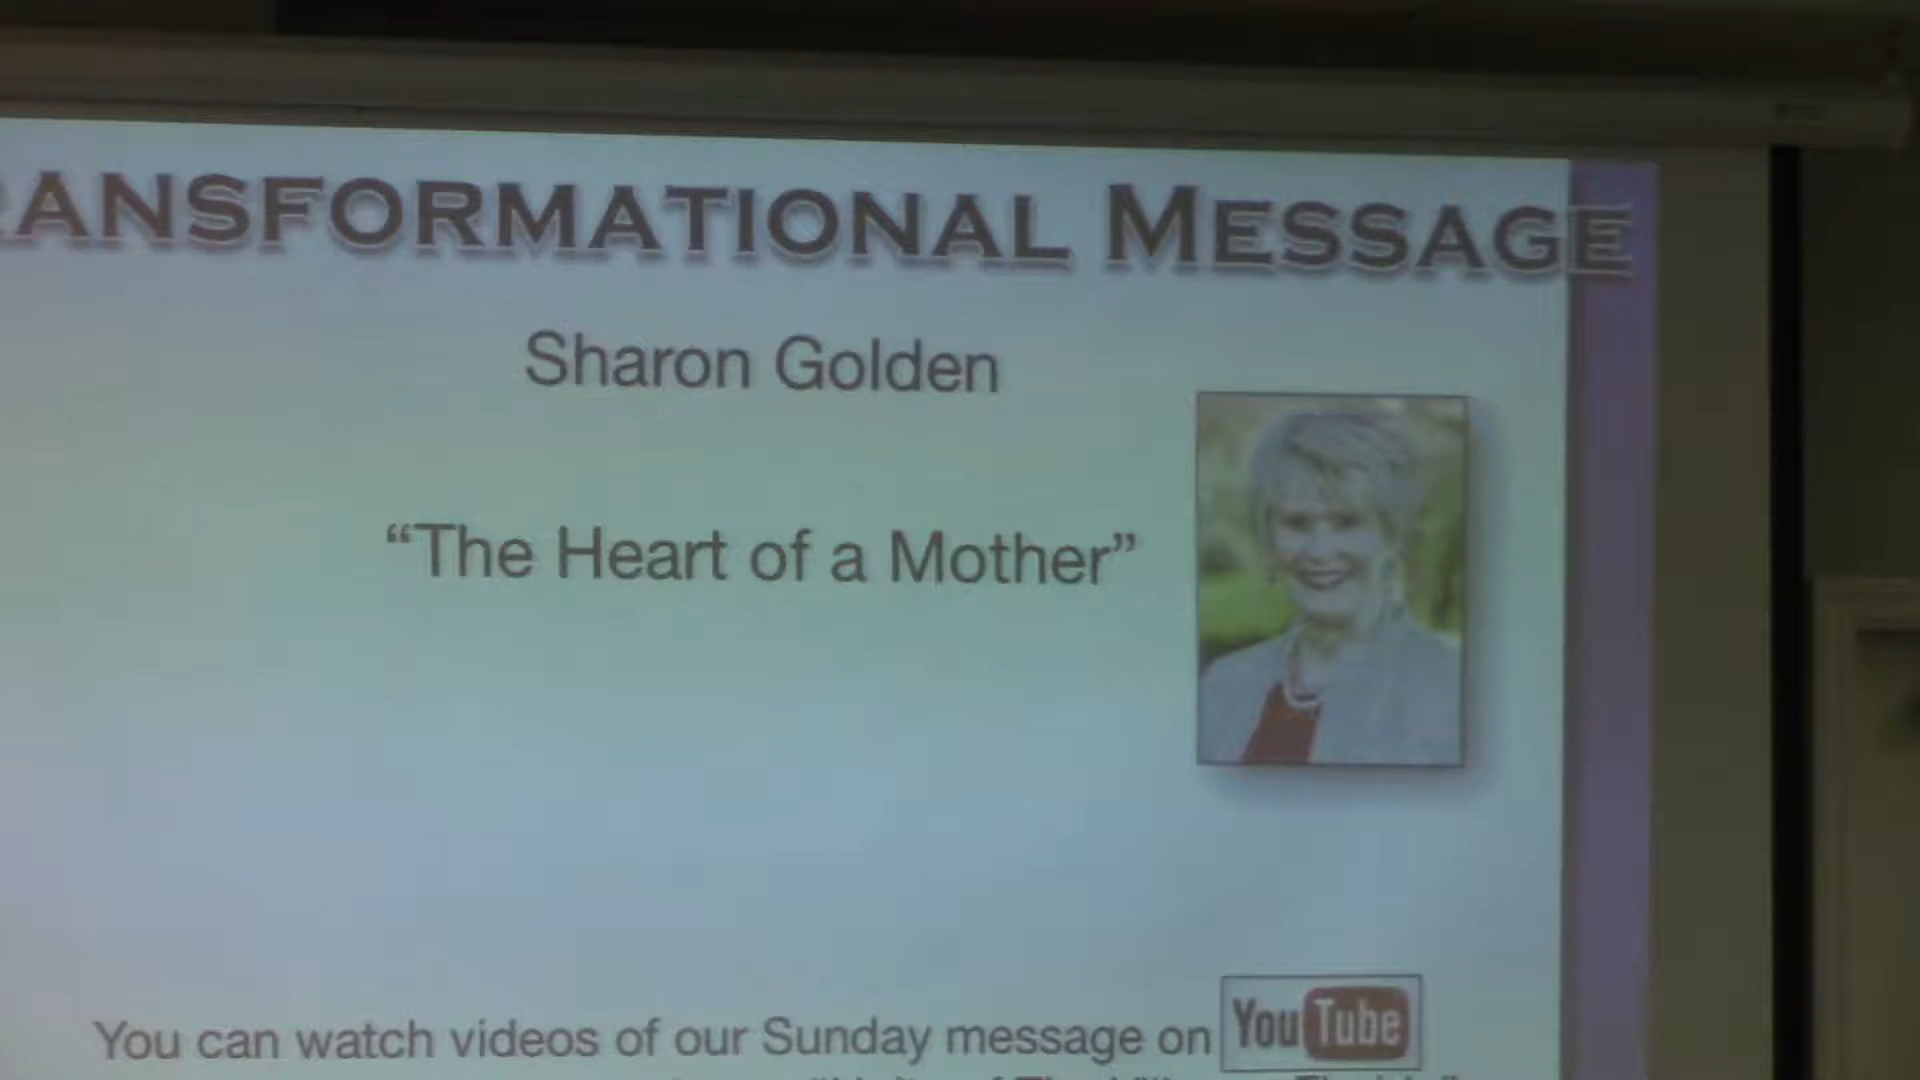 RANSFORMATIONAL MESSAGE
Sharon Golden
“The Heart of a Mother”
You can watch videos of our Sunday message on YouTube